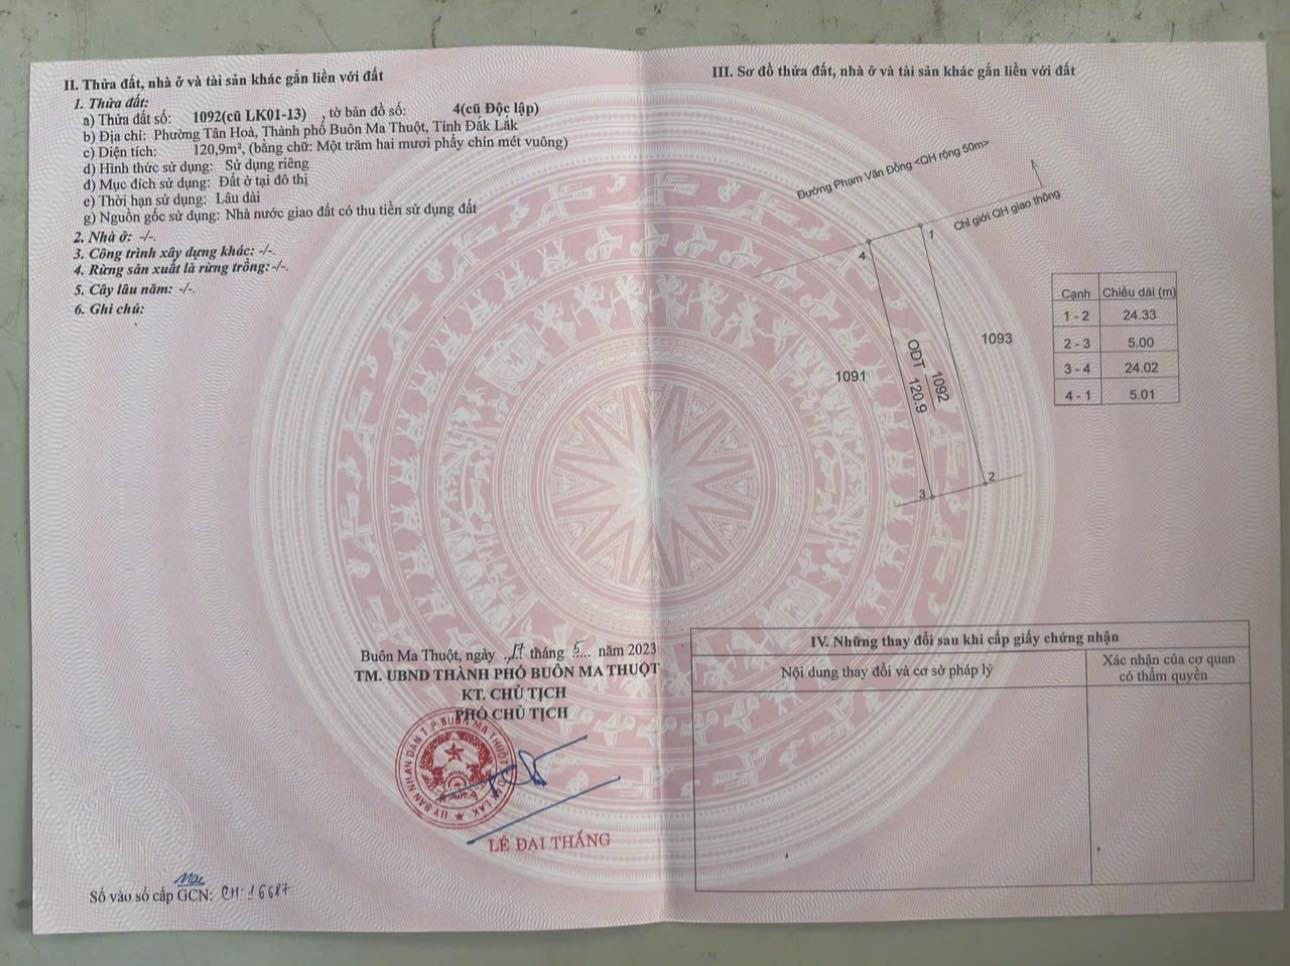 II. Thửa đất, nhà ở và tài sản khác gắn liền với đất
1. Thửa đất:
a) Thửa đất số: 1092(cũ LK01-13) , tờ bản đồ số: 4(cũ Độc lập)
b) Địa chỉ: Phường Tân Hoà, Thành phố Buôn Ma Thuột, Tỉnh Đắk Lắk
c) Diện tích: 120,9m², (bằng chữ: Một trăm hai mươi phẩy chín mét vuông)
d) Hình thức sử dụng: Sử dụng riêng
đ) Mục đích sử dụng: Đất ở tại đô thị
e) Thời hạn sử dụng: Lâu dài
g) Nguồn gốc sử dụng: Nhà nước giao đất có thu tiền sử dụng đất
2. Nhà ở: -/-.
3. Công trình xây dựng khác: -/-.
4. Rừng sản xuất là rừng trồng: -/-.
5. Cây lâu năm: -/-.
6. Ghi chú:
Buôn Ma Thuột, ngày 17 tháng 5 năm 2023
TM. UBND THÀNH PHỐ BUÔN MA THUỘT
KT. CHỦ TỊCH
PHÓ CHỦ TỊCH
ỦY BAN NHÂN DÂN T.P BUÔN MA THUỘT
LÊ ĐẠI THẮNG
Số vào sổ cấp GCN: CH 16687
III. Sơ đồ thửa đất, nhà ở và tài sản khác gắn liền với đất
Đường Phạm Văn Đồng <QH rộng 50m>
Chỉ giới QH giao thông
4
1
1091
ODT 1092
120.9
1093
3
2
Cạnh Chiều dài (m)
1 - 2 24.33
2 - 3 5.00
3 - 4 24.02
4 - 1 5.01
IV. Những thay đổi sau khi cấp giấy chứng nhận
Nội dung thay đổi và cơ sở pháp lý
Xác nhận của cơ quan
có thẩm quyền